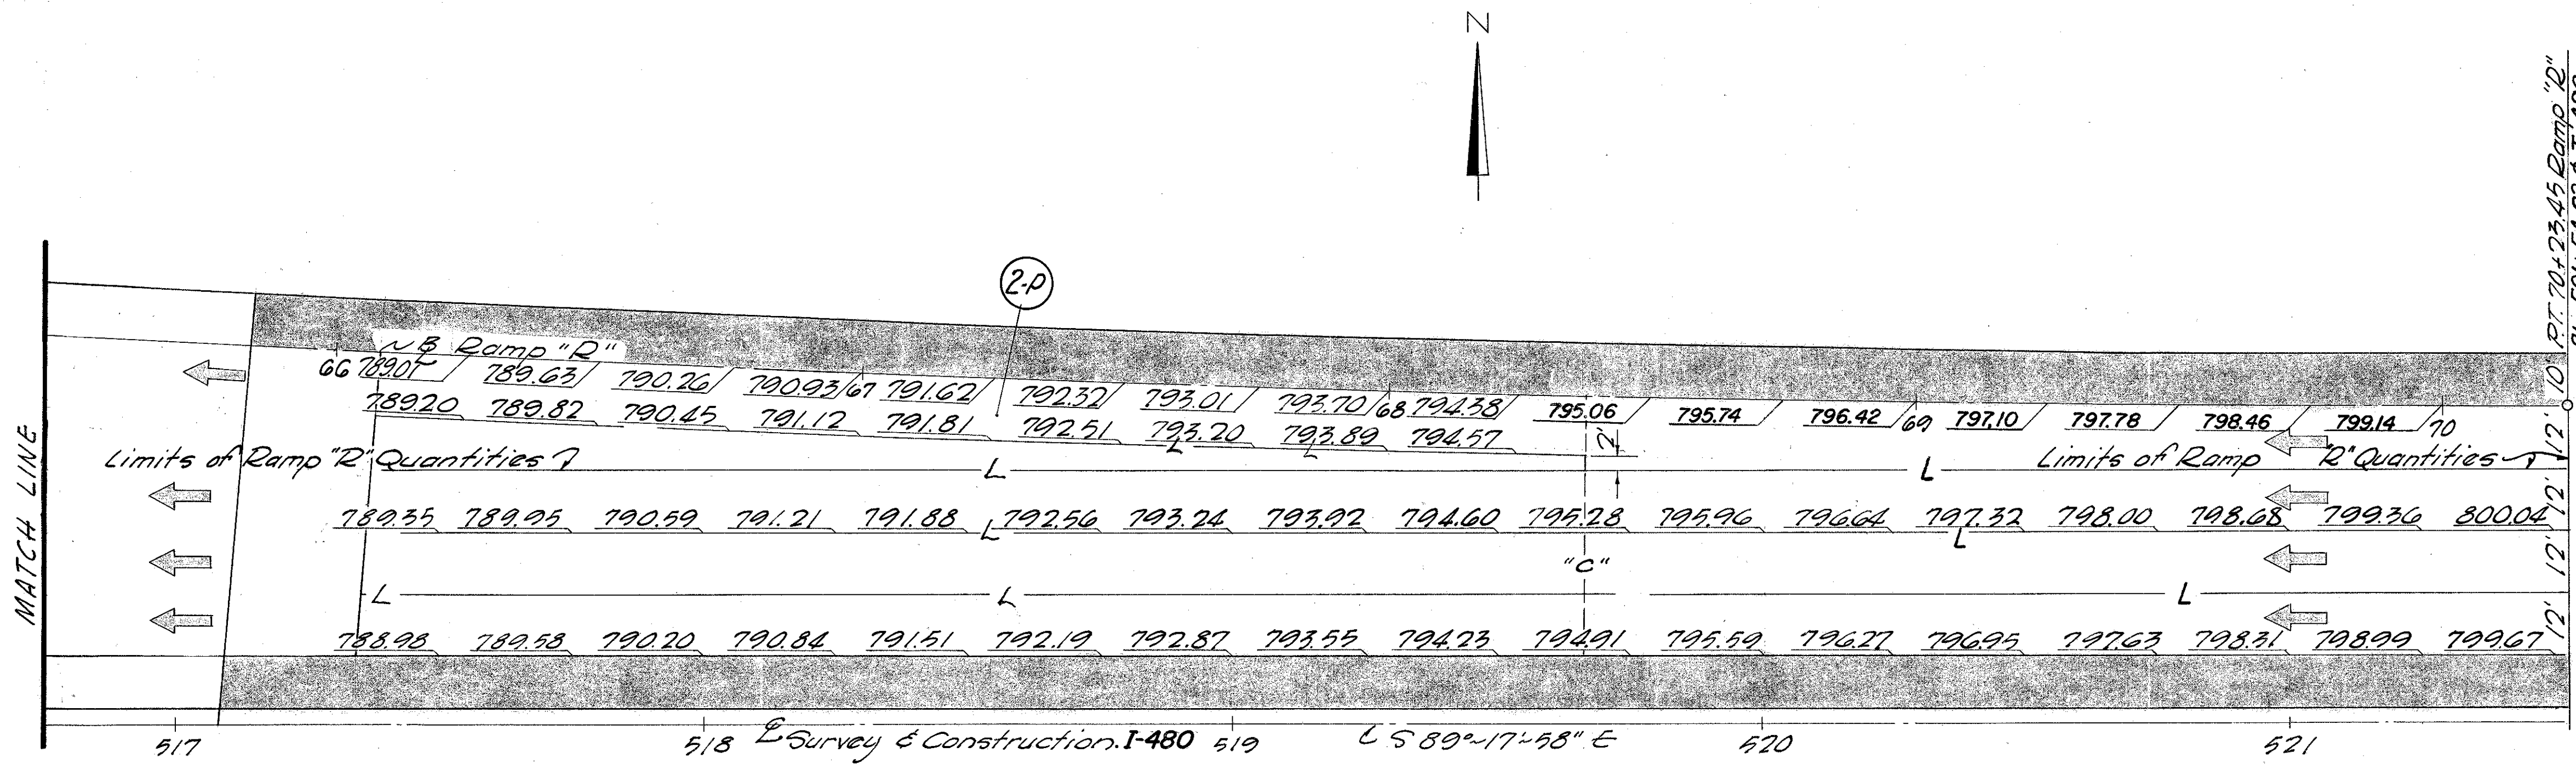 N
P.T. 70+23.45 Ramp "R"
10'
2-P
~B Ramp "R"
66 789.01 789.63 790.26 790.93 67 791.62 792.32 793.01 793.70 68 794.38 795.06 795.74 796.42 69 797.10 797.78 798.46 799.14 70
789.20 789.82 790.45 791.12 791.81 792.51 793.20 793.89 794.57
2'
12'
L L
Limits of Ramp "R" Quantities
L L
Limits of Ramp "R" Quantities
MATCH LINE
12'
789.35 789.95 790.59 791.21 791.88 792.56 793.24 793.92 794.60 795.28 795.96 796.64 797.32 798.00 798.68 799.36 800.04
L L
12'
"C"
L L L
12'
788.98 789.58 790.20 790.84 791.51 792.19 792.87 793.55 794.23 794.91 795.59 796.27 796.95 797.63 798.31 798.99 799.67
517 518 ℄ Survey & Construction. I-480 519 S 89°~17'~58" E 520 521